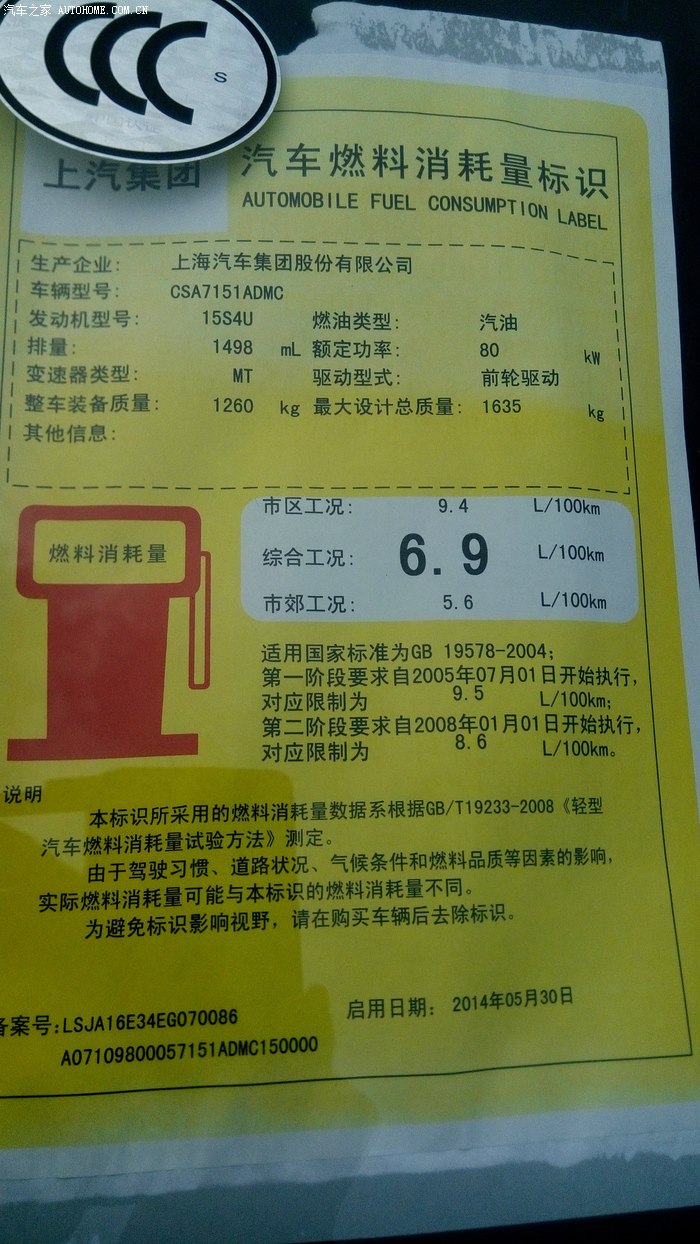 汽车之家 AUTOHOME.COM.CN
CCC
S
上汽集团
汽车燃料消耗量标识
AUTOMOBILE FUEL CONSUMPTION LABEL
生产企业: 上海汽车集团股份有限公司
车辆型号: CSA7151ADMC
发动机型号: 15S4U 燃油类型: 汽油
排量: 1498 mL 额定功率: 80 kW
变速器类型: MT 驱动型式: 前轮驱动
整车装备质量: 1260 kg 最大设计总质量: 1635 kg
其他信息:
燃料消耗量
市区工况: 9.4 L/100km
综合工况: 6.9 L/100km
市郊工况: 5.6 L/100km
适用国家标准为GB 19578-2004;
第一阶段要求自2005年07月01日开始执行,
对应限制为 9.5 L/100km;
第二阶段要求自2008年01月01日开始执行,
对应限制为 8.6 L/100km。
说明
本标识所采用的燃料消耗量数据系根据GB/T19233-2008《轻型
汽车燃料消耗量试验方法》测定。
由于驾驶习惯、道路状况、气候条件和燃料品质等因素的影响,
实际燃料消耗量可能与本标识的燃料消耗量不同。
为避免标识影响视野,请在购买车辆后去除标识。
启用日期: 2014年05月30日
备案号:LSJA16E34EG070086
A07109800057151ADMC150000